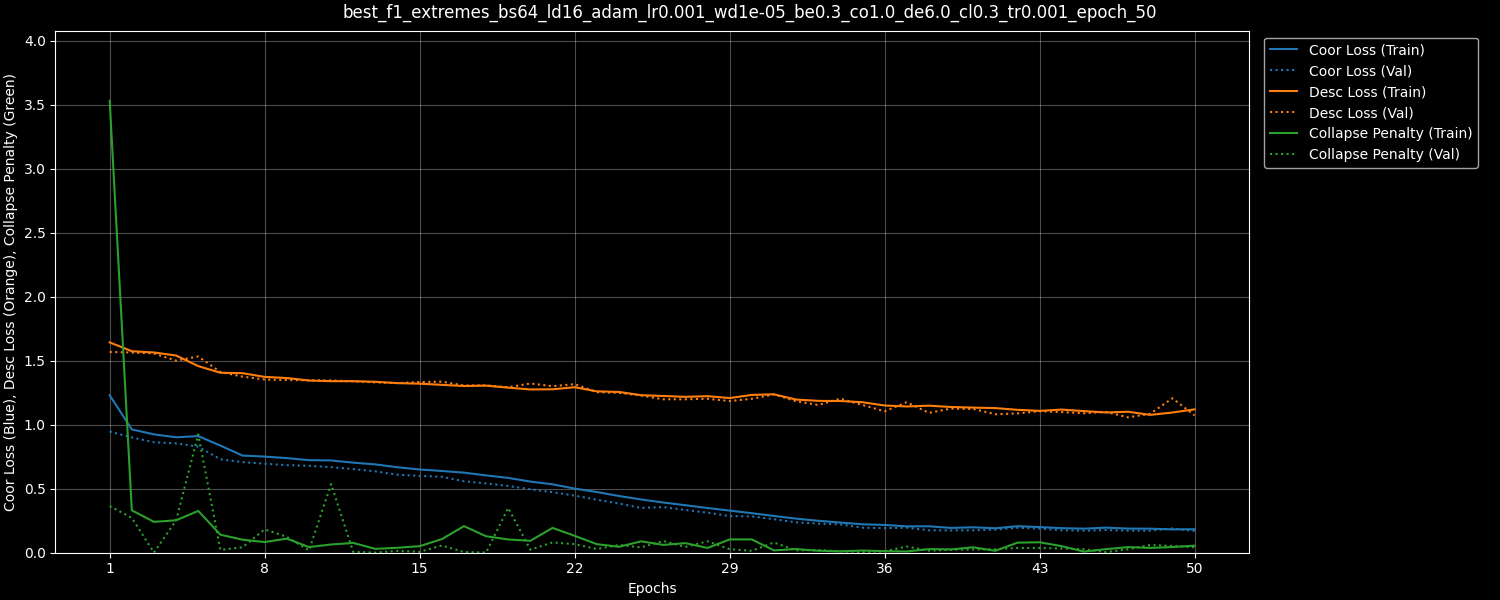 best_f1_extremes_bs64_ld16_adam_lr0.001_wd1e-05_be0.3_co1.0_de6.0_cl0.3_tr0.001_epoch_50
Coor Loss (Blue), Desc Loss (Orange), Collapse Penalty (Green)
4.0
3.5
3.0
2.5
2.0
1.5
1.0
0.5
0.0
1 8 15 22 29 36 43 50
Epochs
Coor Loss (Train)
Coor Loss (Val)
Desc Loss (Train)
Desc Loss (Val)
Collapse Penalty (Train)
Collapse Penalty (Val)